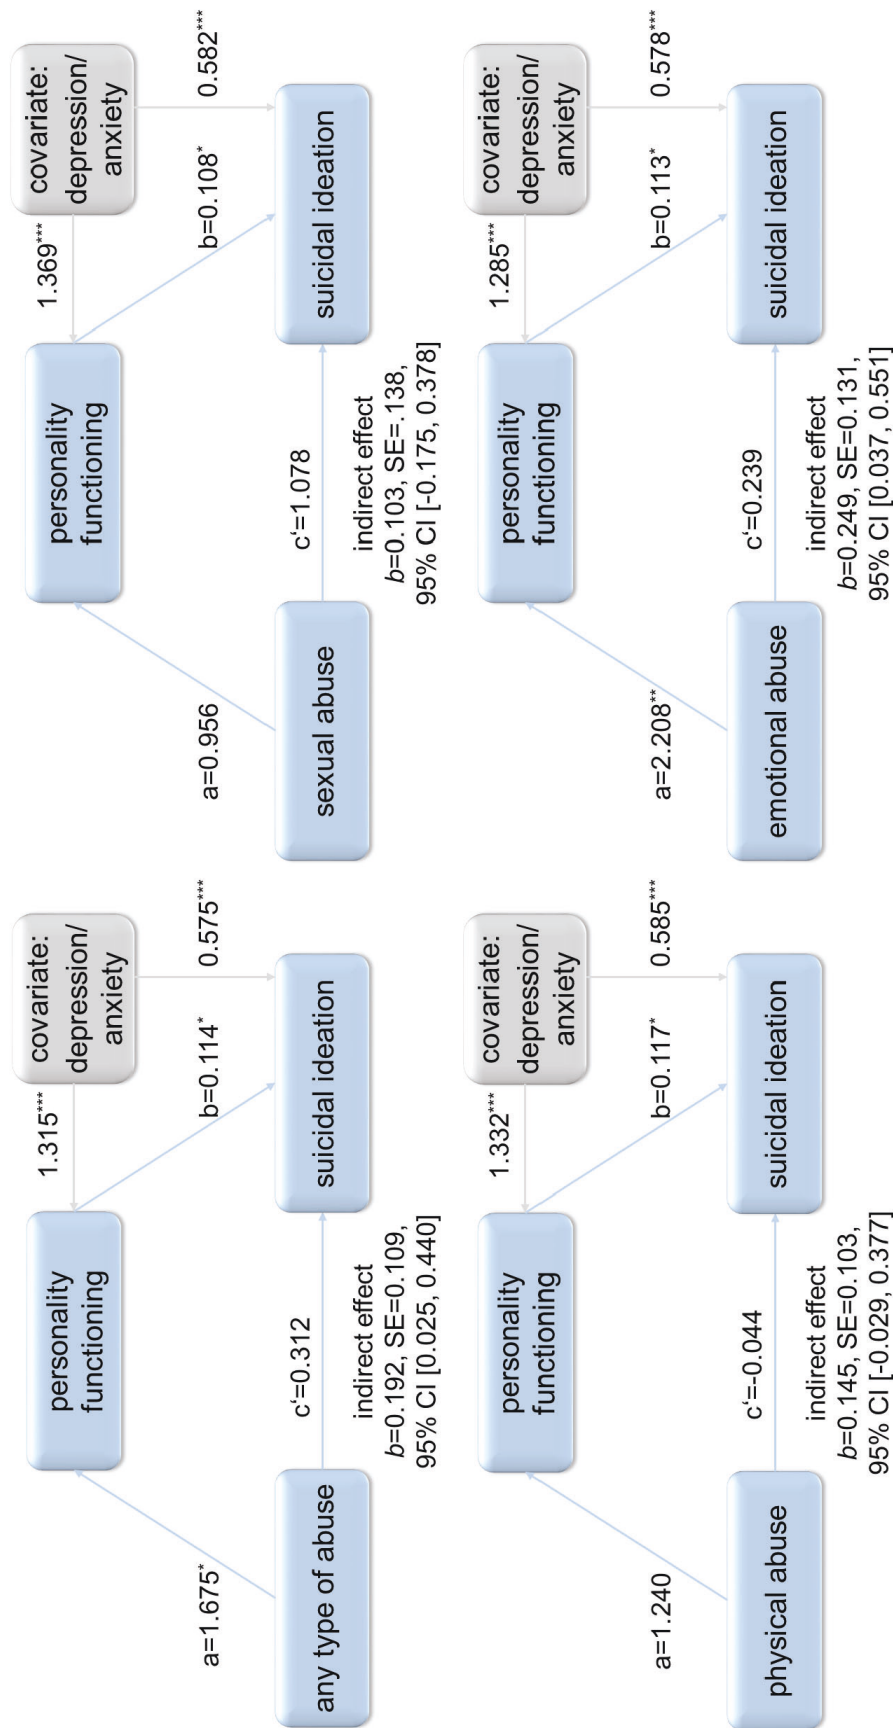 personality
functioning
1.315***
covariate:
depression/
anxiety
a=1.675*
b=0.114*
0.575***
any type of abuse
c‘=0.312
suicidal ideation
indirect effect
b=0.192, SE=0.109,
95% CI [0.025, 0.440]
personality
functioning
1.369***
covariate:
depression/
anxiety
a=0.956
b=0.108*
0.582***
sexual abuse
c‘=1.078
suicidal ideation
indirect effect
b=0.103, SE=.138,
95% CI [-0.175, 0.378]
personality
functioning
1.332***
covariate:
depression/
anxiety
a=1.240
b=0.117*
0.585***
physical abuse
c‘=-0.044
suicidal ideation
indirect effect
b=0.145, SE=0.103,
95% CI [-0.029, 0.377]
personality
functioning
1.285***
covariate:
depression/
anxiety
a=2.208**
b=0.113*
0.578***
emotional abuse
c‘=0.239
suicidal ideation
indirect effect
b=0.249, SE=0.131,
95% CI [0.037, 0.551]